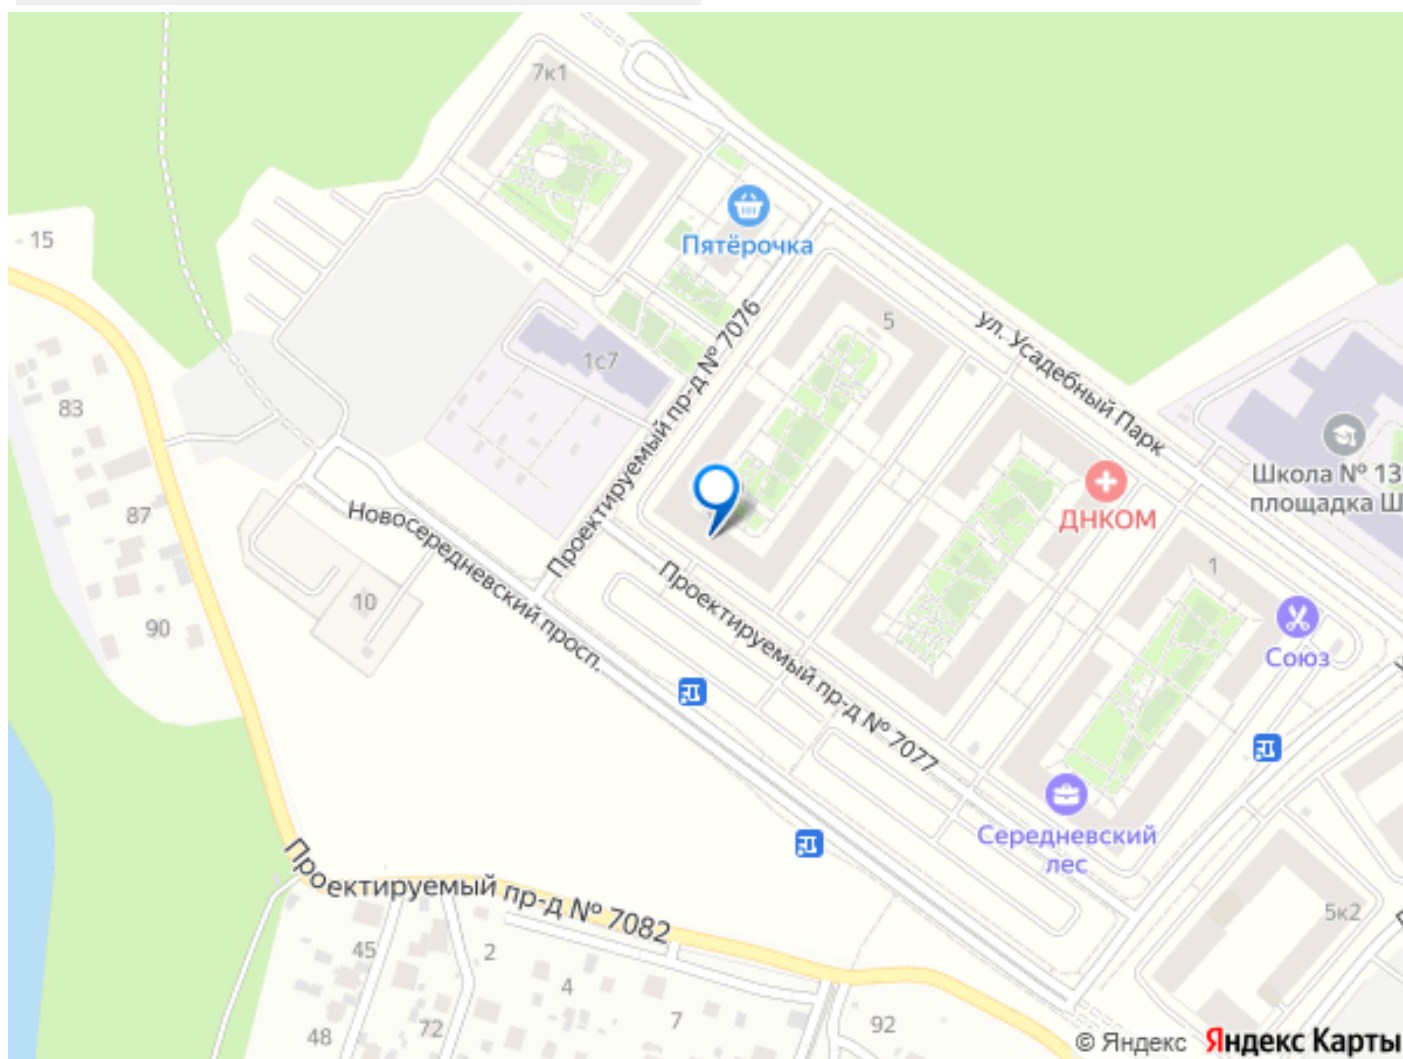 7к1
15
Пятёрочка
5
1с7
Проектируемый пр-д № 7076
ул. Усадебный Парк
83
Школа № 13
площадка Ш
ДНКОМ
87
Новосередневский просп.
10
Проектируемый пр-д № 7077
1
90
Союз
Середневский
лес
Проектируемый пр-д № 7082
5к2
45
2
4
7
48
72
92
© Яндекс Яндекс Карты